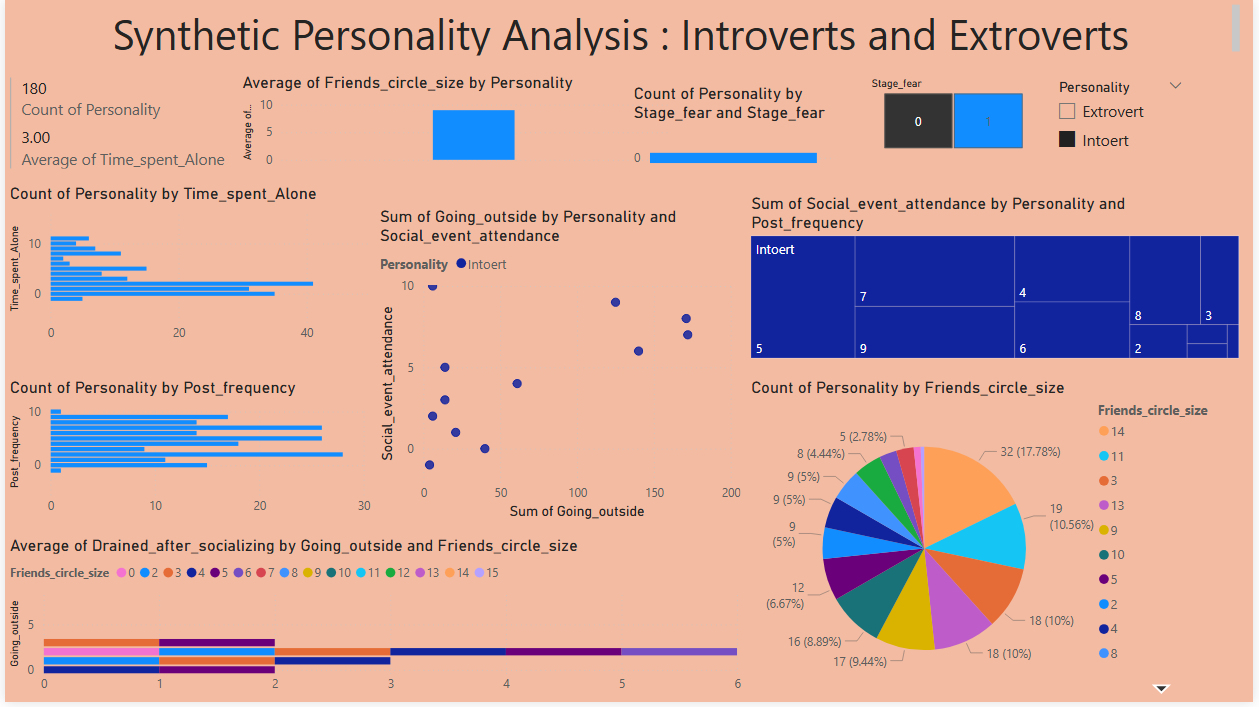 Synthetic Personality Analysis : Introverts and Extroverts
180
Count of Personality
3.00
Average of Time_spent_Alone
Average of Friends_circle_size by Personality
Average of...
10
5
0
Count of Personality by
Stage_fear and Stage_fear
0
Stage_fear
0
1
Personality
Extrovert
Intoert
Count of Personality by Time_spent_Alone
Time_spent_Alone
10
0
0 20 40
Count of Personality by Post_frequency
Post_frequency
10
0
0 10 20 30
Sum of Going_outside by Personality and
Social_event_attendance
Personality Intoert
Social_event_attendance
10
5
0
0 50 100 150 200
Sum of Going_outside
Sum of Social_event_attendance by Personality and
Post_frequency
Intoert
5
7
9
4
6
8
2
3
Count of Personality by Friends_circle_size
32 (17.78%)
19
(10.56%)
18 (10%)
18 (10%)
17 (9.44%)
16 (8.89%)
12
(6.67%)
9
(5%)
9 (5%)
9 (5%)
8 (4.44%)
5 (2.78%)
Friends_circle_size
14
11
3
13
9
10
5
2
4
8
Average of Drained_after_socializing by Going_outside and Friends_circle_size
Friends_circle_size 0 2 3 4 5 6 7 8 9 10 11 12 13 14 15
Going_outside
5
0
0 1 2 3 4 5 6